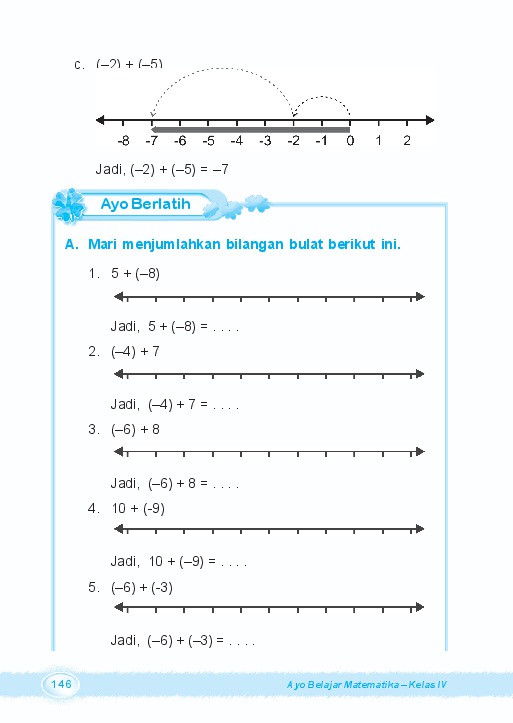 c. (–2) + (–5)
-8 -7 -6 -5 -4 -3 -2 -1 0 1 2
Jadi, (–2) + (–5) = –7
Ayo Berlatih
A. Mari menjumlahkan bilangan bulat berikut ini.
1. 5 + (–8)
Jadi, 5 + (–8) = . . . .
2. (–4) + 7
Jadi, (–4) + 7 = . . . .
3. (–6) + 8
Jadi, (–6) + 8 = . . . .
4. 10 + (-9)
Jadi, 10 + (–9) = . . . .
5. (–6) + (-3)
Jadi, (–6) + (–3) = . . . .
146 Ayo Belajar Matematika – Kelas IV